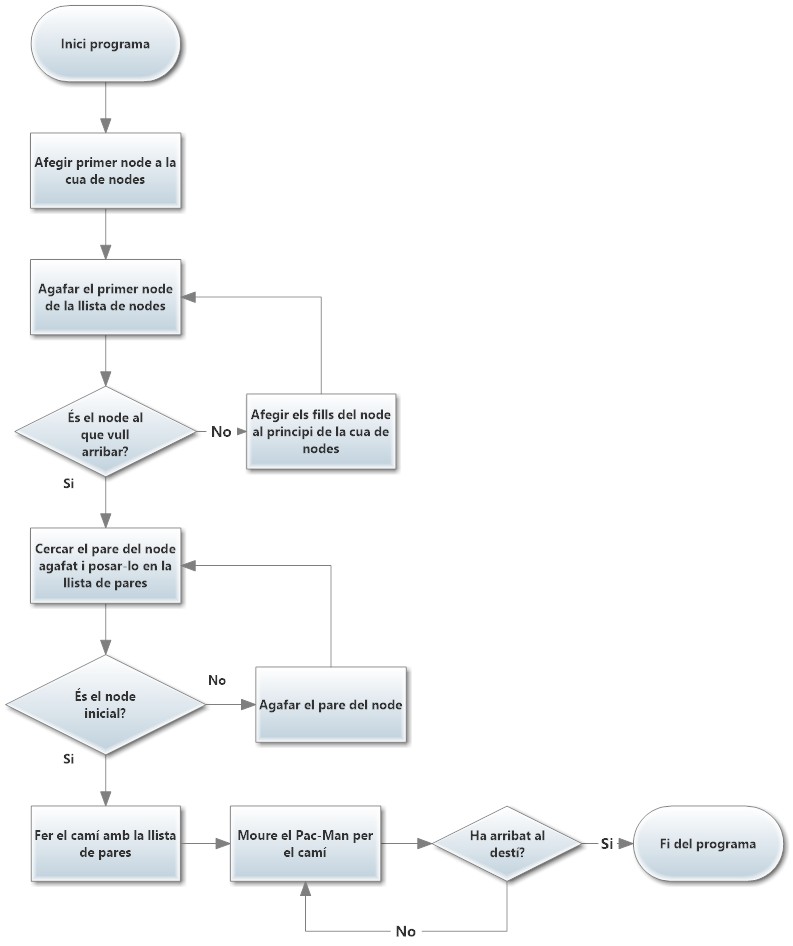 Inici programa
Afegir primer node a la
cua de nodes
Agafar el primer node
de la llista de nodes
És el node al
que vull
arribar?
No
Afegir els fills del node
al principi de la cua de
nodes
Si
Cercar el pare del node
agafat i posar-lo en la
llista de pares
És el node
inicial?
No
Agafar el pare del node
Si
Fer el camí amb la llista
de pares
Moure el Pac-Man per
el camí
Ha arribat al
destí?
Si
Fi del programa
No